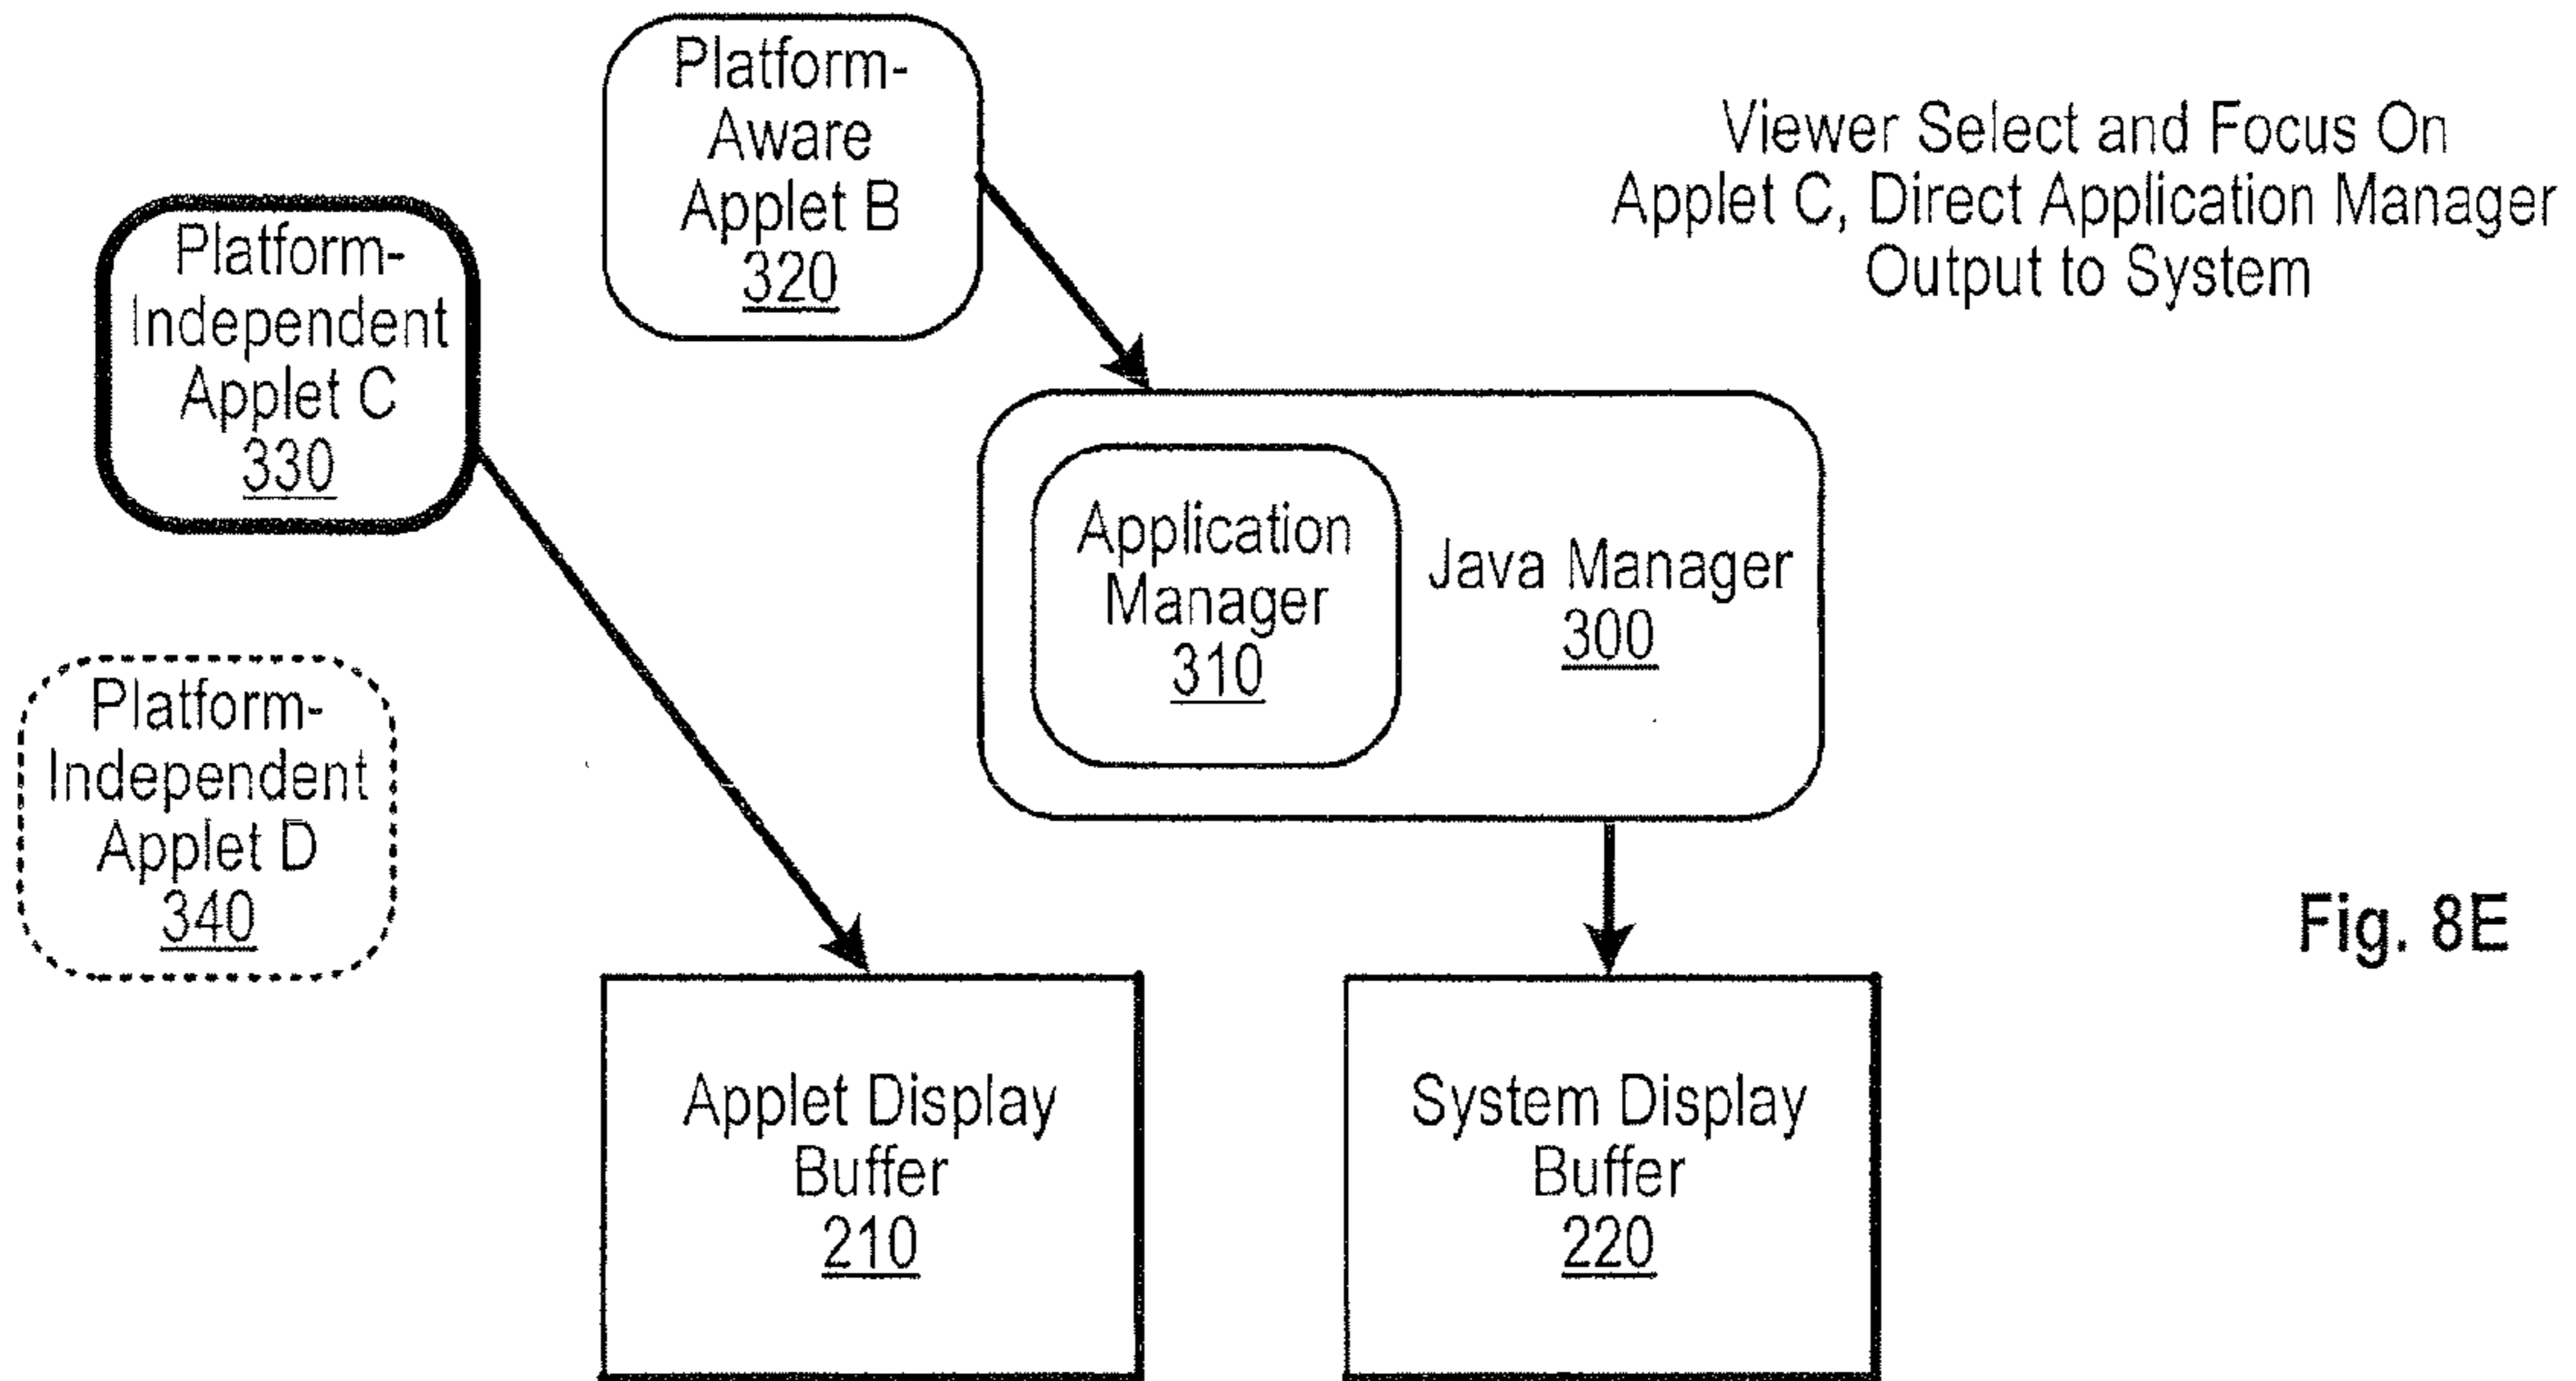 Platform-
Aware
Applet B
320
Viewer Select and Focus On
Applet C, Direct Application Manager
Output to System
Platform-
Independent
Applet C
330
Application
Manager
310
Java Manager
300
Platform-
Independent
Applet D
340
Fig. 8E
Applet Display
Buffer
210
System Display
Buffer
220